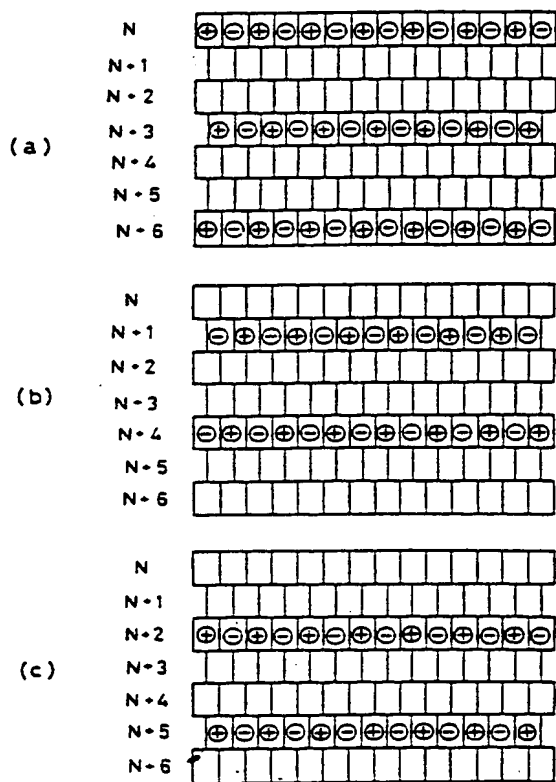 N ⊕ ⊖ ⊕ ⊖ ⊕ ⊖ ⊕ ⊖ ⊕ ⊖ ⊕ ⊖ ⊕ ⊖
N+1
N+2
N+3 ⊕ ⊖ ⊕ ⊖ ⊕ ⊖ ⊕ ⊖ ⊕ ⊖ ⊕ ⊖ ⊕
(a)
N+4
N+5
N+6 ⊕ ⊖ ⊕ ⊖ ⊕ ⊖ ⊕ ⊖ ⊕ ⊖ ⊕ ⊖ ⊕ ⊖
N
N+1 ⊖ ⊕ ⊖ ⊕ ⊖ ⊕ ⊖ ⊕ ⊖ ⊕ ⊖ ⊕ ⊖
N+2
(b)
N+3
N+4 ⊖ ⊕ ⊖ ⊕ ⊖ ⊕ ⊖ ⊕ ⊖ ⊕ ⊖ ⊕ ⊖ ⊕
N+5
N+6
N
N+1
N+2 ⊕ ⊖ ⊕ ⊖ ⊕ ⊖ ⊕ ⊖ ⊕ ⊖ ⊕ ⊖ ⊕ ⊖
(c)
N+3
N+4
N+5 ⊕ ⊖ ⊕ ⊖ ⊕ ⊖ ⊕ ⊖ ⊕ ⊖ ⊕ ⊖ ⊕
N+6